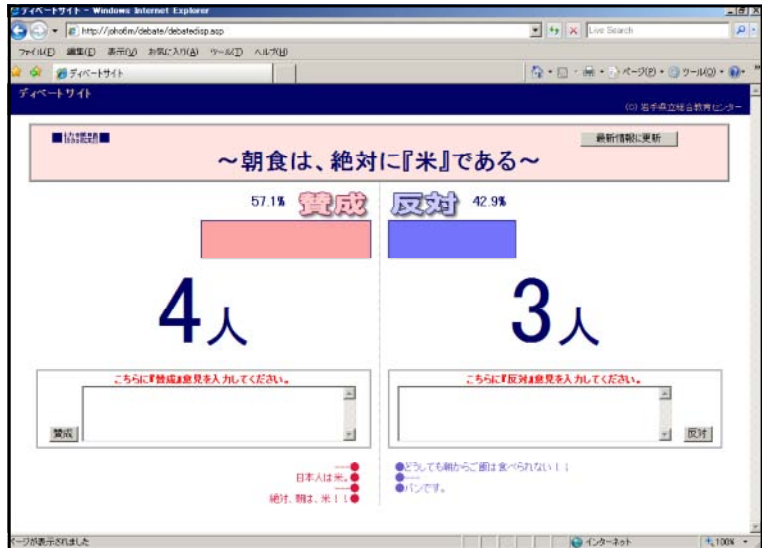 ディベートサイト - Windows Internet Explorer
http://johо6m/debate/debatedisp.asp
Live Search
ファイル(F) 編集(E) 表示(V) お気に入り(A) ツール(T) ヘルプ(H)
ディベートサイト
ページ(P) ツール(O)
ディベートサイト
(C) 岩手県立総合教育センター
最新情報に更新
～朝食は、絶対に『米』である～
57.1% 賛成 反対 42.9%
4人 3人
こちらに『賛成』意見を入力してください。
こちらに『反対』意見を入力してください。
賛成
反対
---●
日本人は米。●
---●
絶対、朝は、米！！●
●どうしても朝からご飯は食べられない！！
●---
●パンです。
ページが表示されました
インターネット
100%